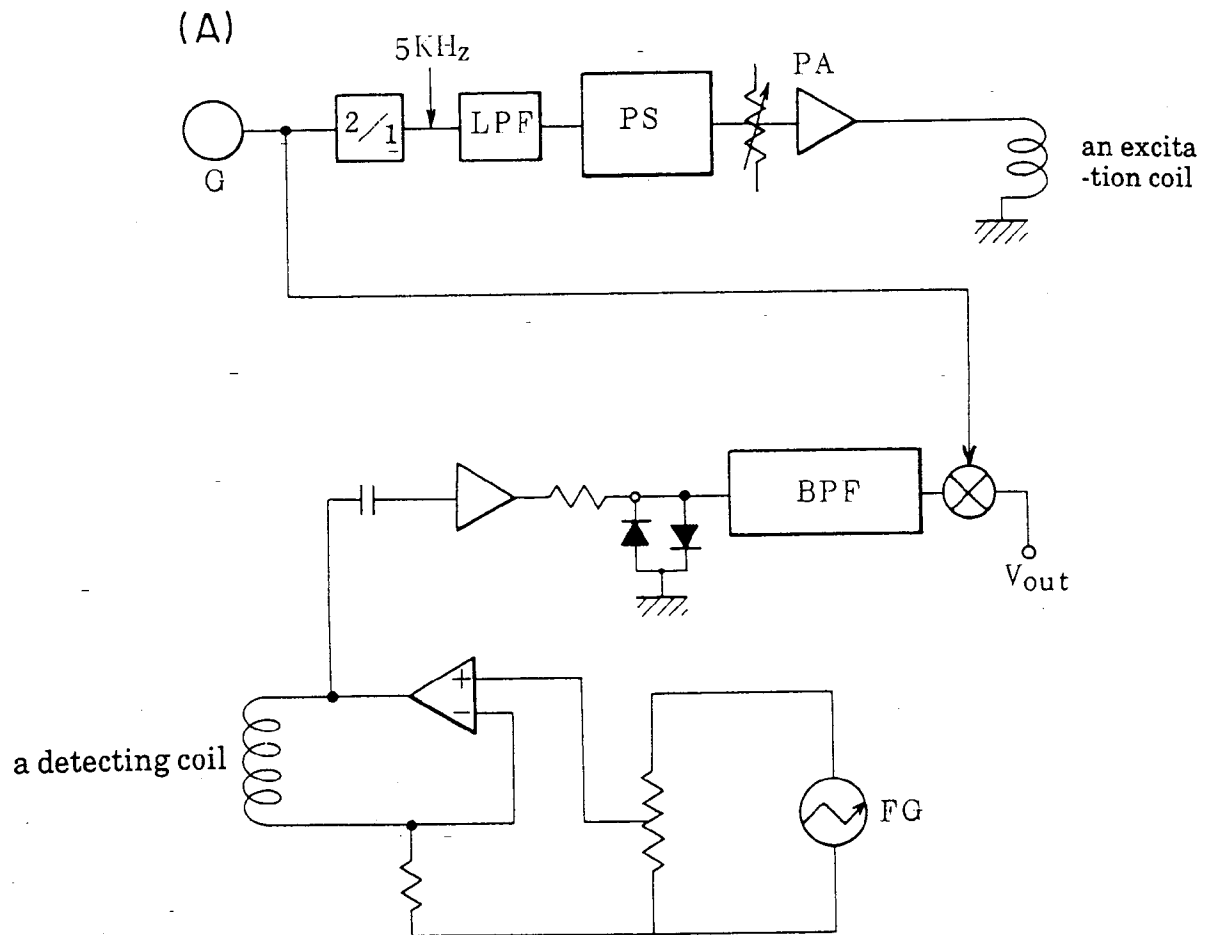 (A)
5KHz
PA
2/1
LPF
PS
G
an excita
-tion coil
BPF
Vout
+
−
a detecting coil
FG